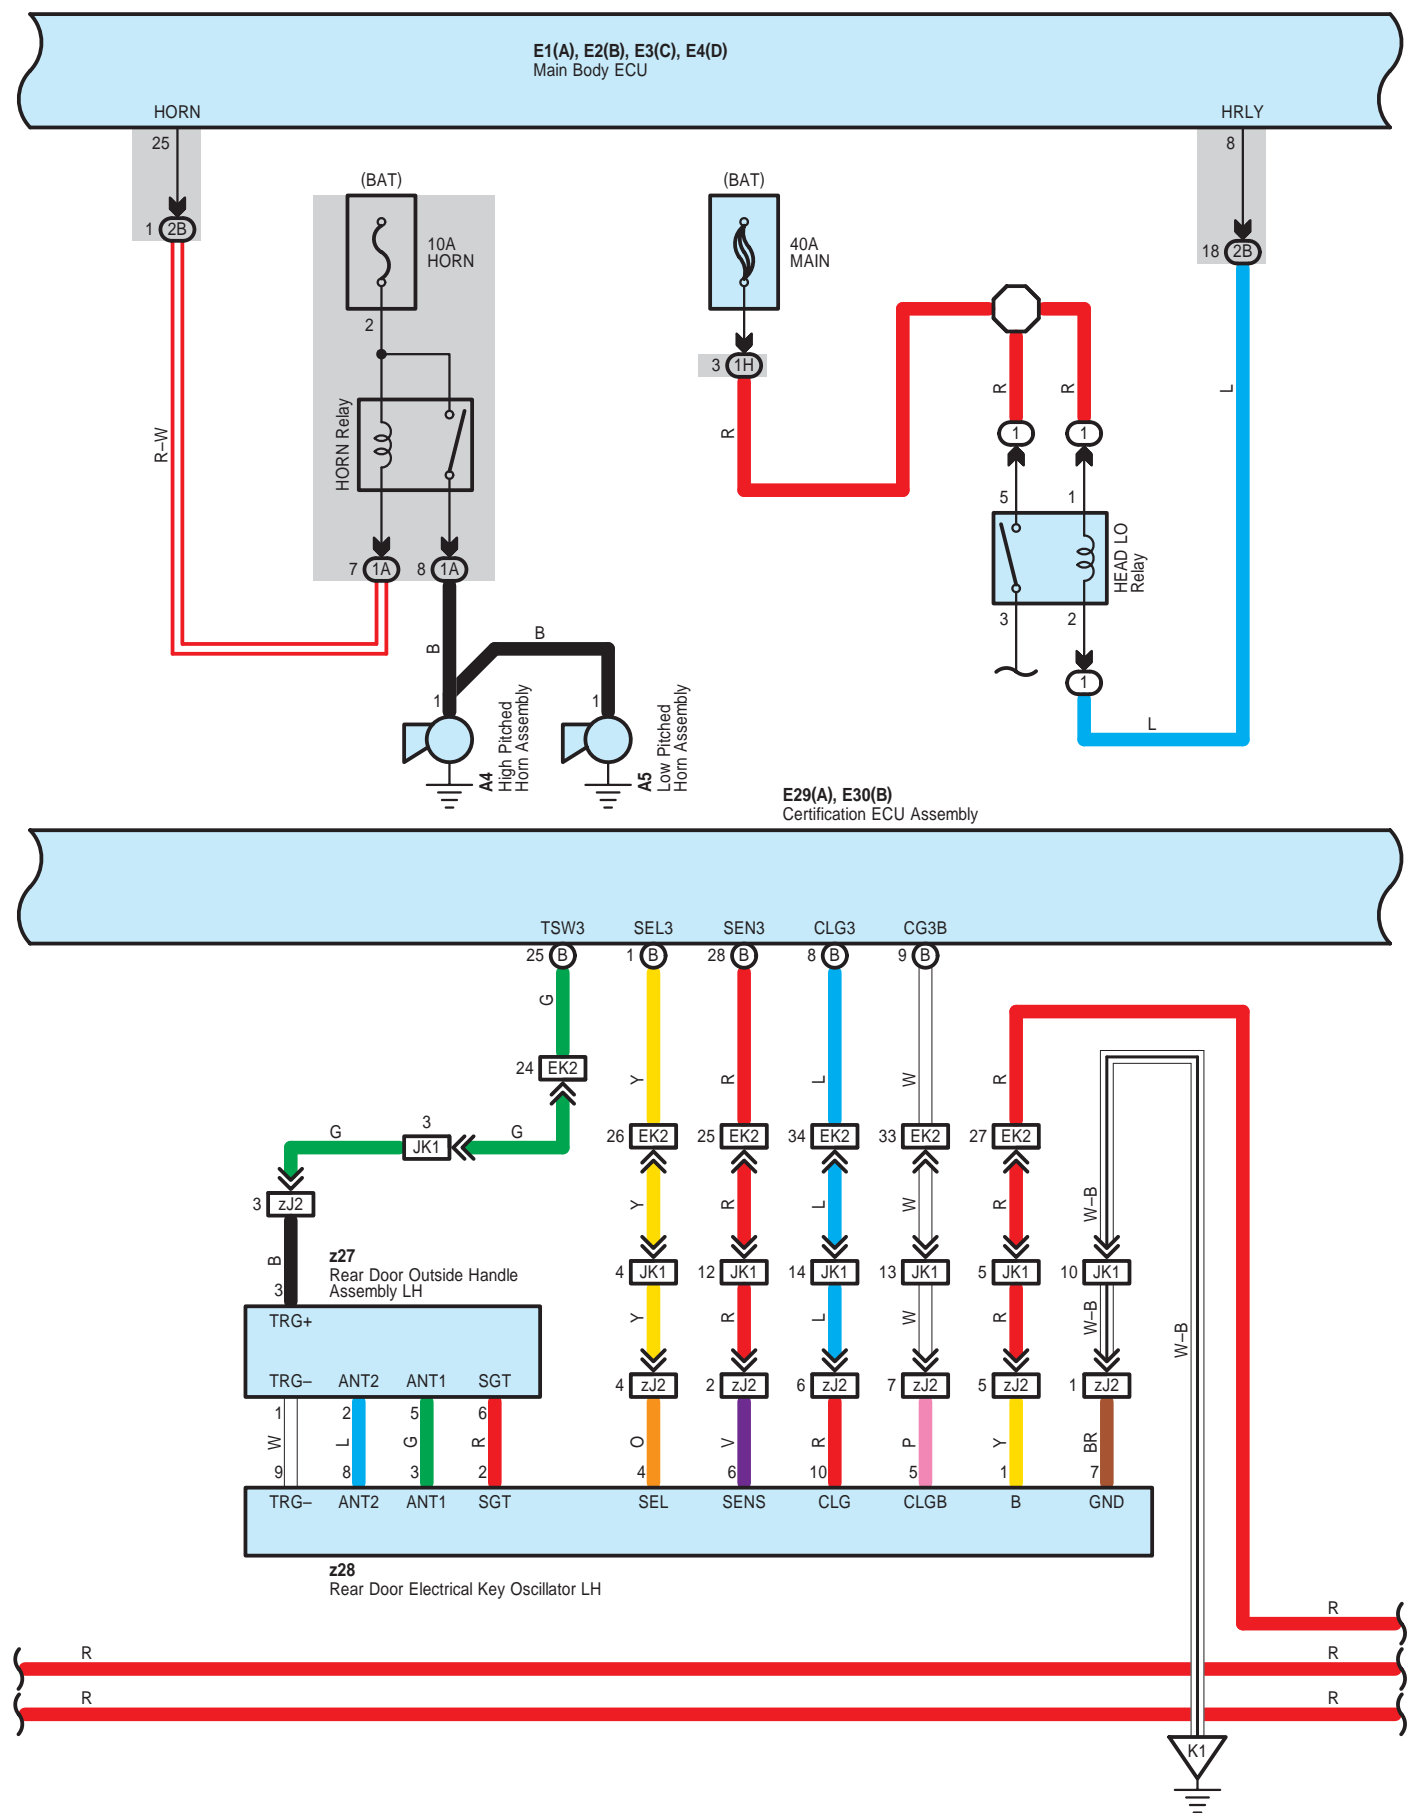 E1(A), E2(B), E3(C), E4(D)
Main Body ECU
HORN
HRLY
25
8
1
2B
18
2B
(BAT)
10A
HORN
2
HORN Relay
7
1A
8
1A
R–W
B
B
1
1
A4
High Pitched
Horn Assembly
A5
Low Pitched
Horn Assembly
(BAT)
40A
MAIN
3
1H
R
R
R
L
1
1
5
1
HEAD LO
Relay
3
2
1
L
E29(A), E30(B)
Certification ECU Assembly
TSW3
SEL3
SEN3
CLG3
CG3B
25
B
1
B
28
B
8
B
9
B
G
Y
R
L
W
R
24
EK2
3
G
JK1
G
26
EK2
25
EK2
34
EK2
33
EK2
27
EK2
3
zJ2
Y
R
L
W
R
W–B
B
3
z27
Rear Door Outside Handle
Assembly LH
4
JK1
12
JK1
14
JK1
13
JK1
5
JK1
10
JK1
TRG+
Y
R
L
W
R
W–B
W–B
TRG–
ANT2
ANT1
SGT
4
zJ2
2
zJ2
6
zJ2
7
zJ2
5
zJ2
1
zJ2
1
2
5
6
W
L
G
R
O
V
R
P
Y
BR
9
8
3
2
4
6
10
5
1
7
TRG–
ANT2
ANT1
SGT
SEL
SENS
CLG
CLGB
B
GND
z28
Rear Door Electrical Key Oscillator LH
R
R
R
R
R
K1